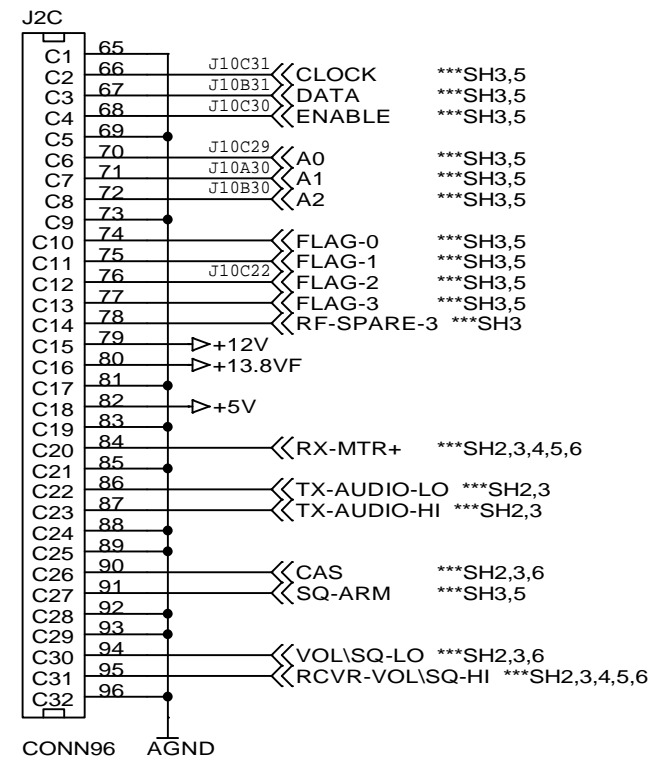 J2C
C1 65
C2 66 J10C31 CLOCK ***SH3,5
C3 67 J10B31 DATA ***SH3,5
C4 68 J10C30 ENABLE ***SH3,5
C5 69
C6 70 J10C29 A0 ***SH3,5
C7 71 J10A30 A1 ***SH3,5
C8 72 J10B30 A2 ***SH3,5
C9 73
C10 74 FLAG-0 ***SH3,5
C11 75 FLAG-1 ***SH3,5
C12 76 J10C22 FLAG-2 ***SH3,5
C13 77 FLAG-3 ***SH3,5
C14 78 RF-SPARE-3 ***SH3
C15 79 +12V
C16 80 +13.8VF
C17 81
C18 82 +5V
C19 83
C20 84 RX-MTR+ ***SH2,3,4,5,6
C21 85
C22 86 TX-AUDIO-LO ***SH2,3
C23 87 TX-AUDIO-HI ***SH2,3
C24 88
C25 89
C26 90 CAS ***SH2,3,6
C27 91 SQ-ARM ***SH3,5
C28 92
C29 93
C30 94 VOL\SQ-LO ***SH2,3,6
C31 95 RCVR-VOL\SQ-HI ***SH2,3,4,5,6
C32 96
CONN96 AGND